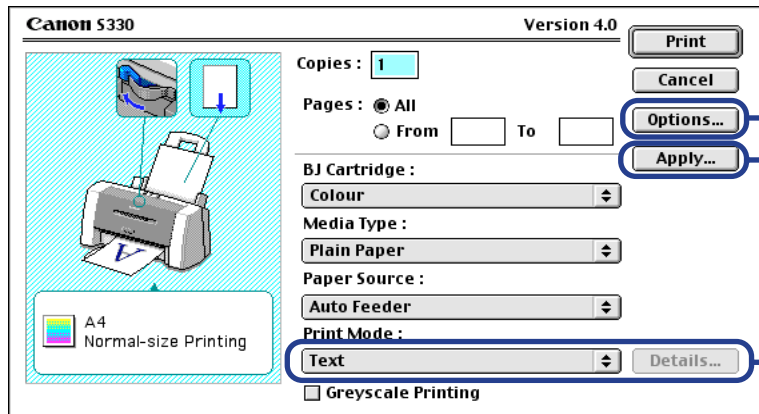 Canon S330
Version 4.0
Print
Copies : 1
Cancel
Pages : All
Options...
From To
Apply...
BJ Cartridge :
Colour
Media Type :
Plain Paper
Paper Source :
Auto Feeder
A4
Normal-size Printing
Print Mode :
Text
Details...
Greyscale Printing
A